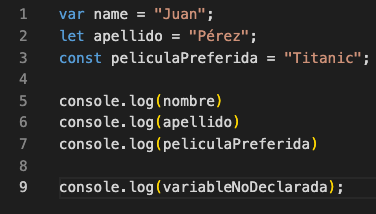 1 var name = "Juan";
2 let apellido = "Pérez";
3 const peliculaPreferida = "Titanic";
4
5 console.log(nombre)
6 console.log(apellido)
7 console.log(peliculaPreferida)
8
9 console.log(variableNoDeclarada);